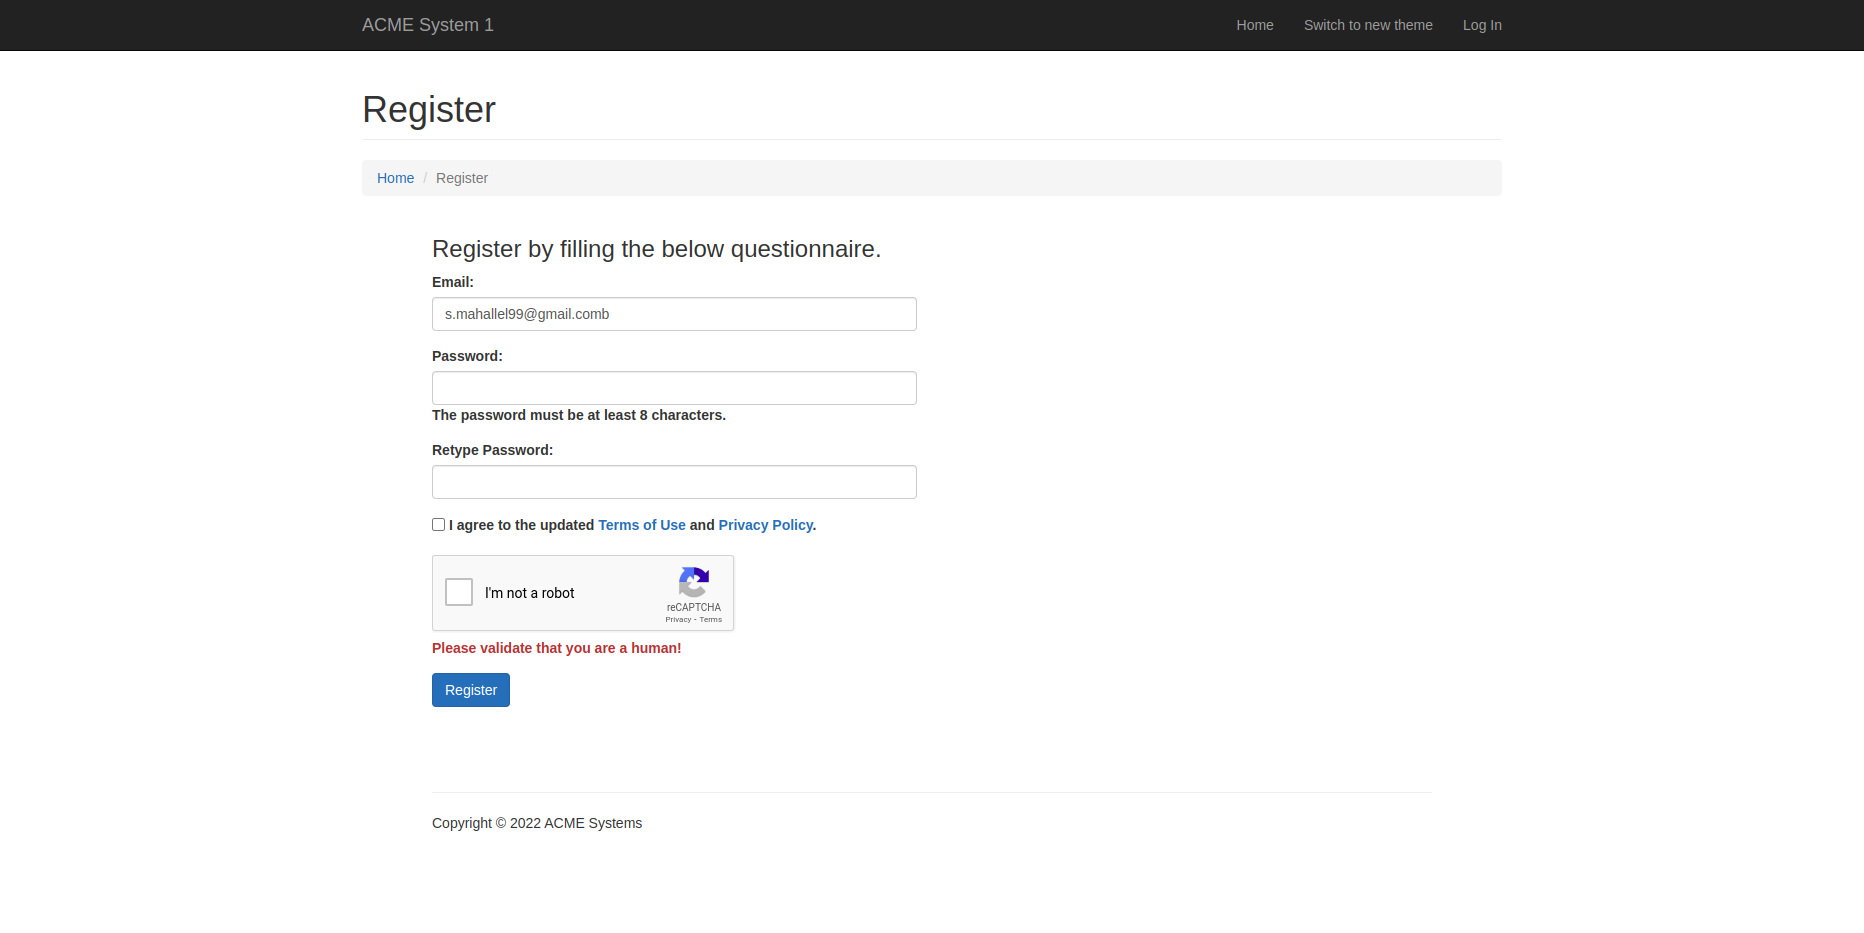 ACME System 1
Home Switch to new theme Log In
Register
Home / Register
Register by filling the below questionnaire.
Email:
s.mahallel99@gmail.comb
Password:
The password must be at least 8 characters.
Retype Password:
I agree to the updated Terms of Use and Privacy Policy.
I'm not a robot
reCAPTCHA
Privacy - Terms
Please validate that you are a human!
Register
Copyright © 2022 ACME Systems